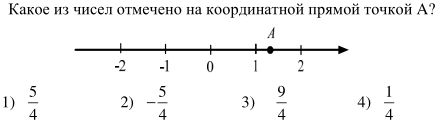 Какое из чисел отмечено на координатной прямой точкой А?
A
-2 -1 0 1 2
1) 5/4 2) -5/4 3) 9/4 4) 1/4